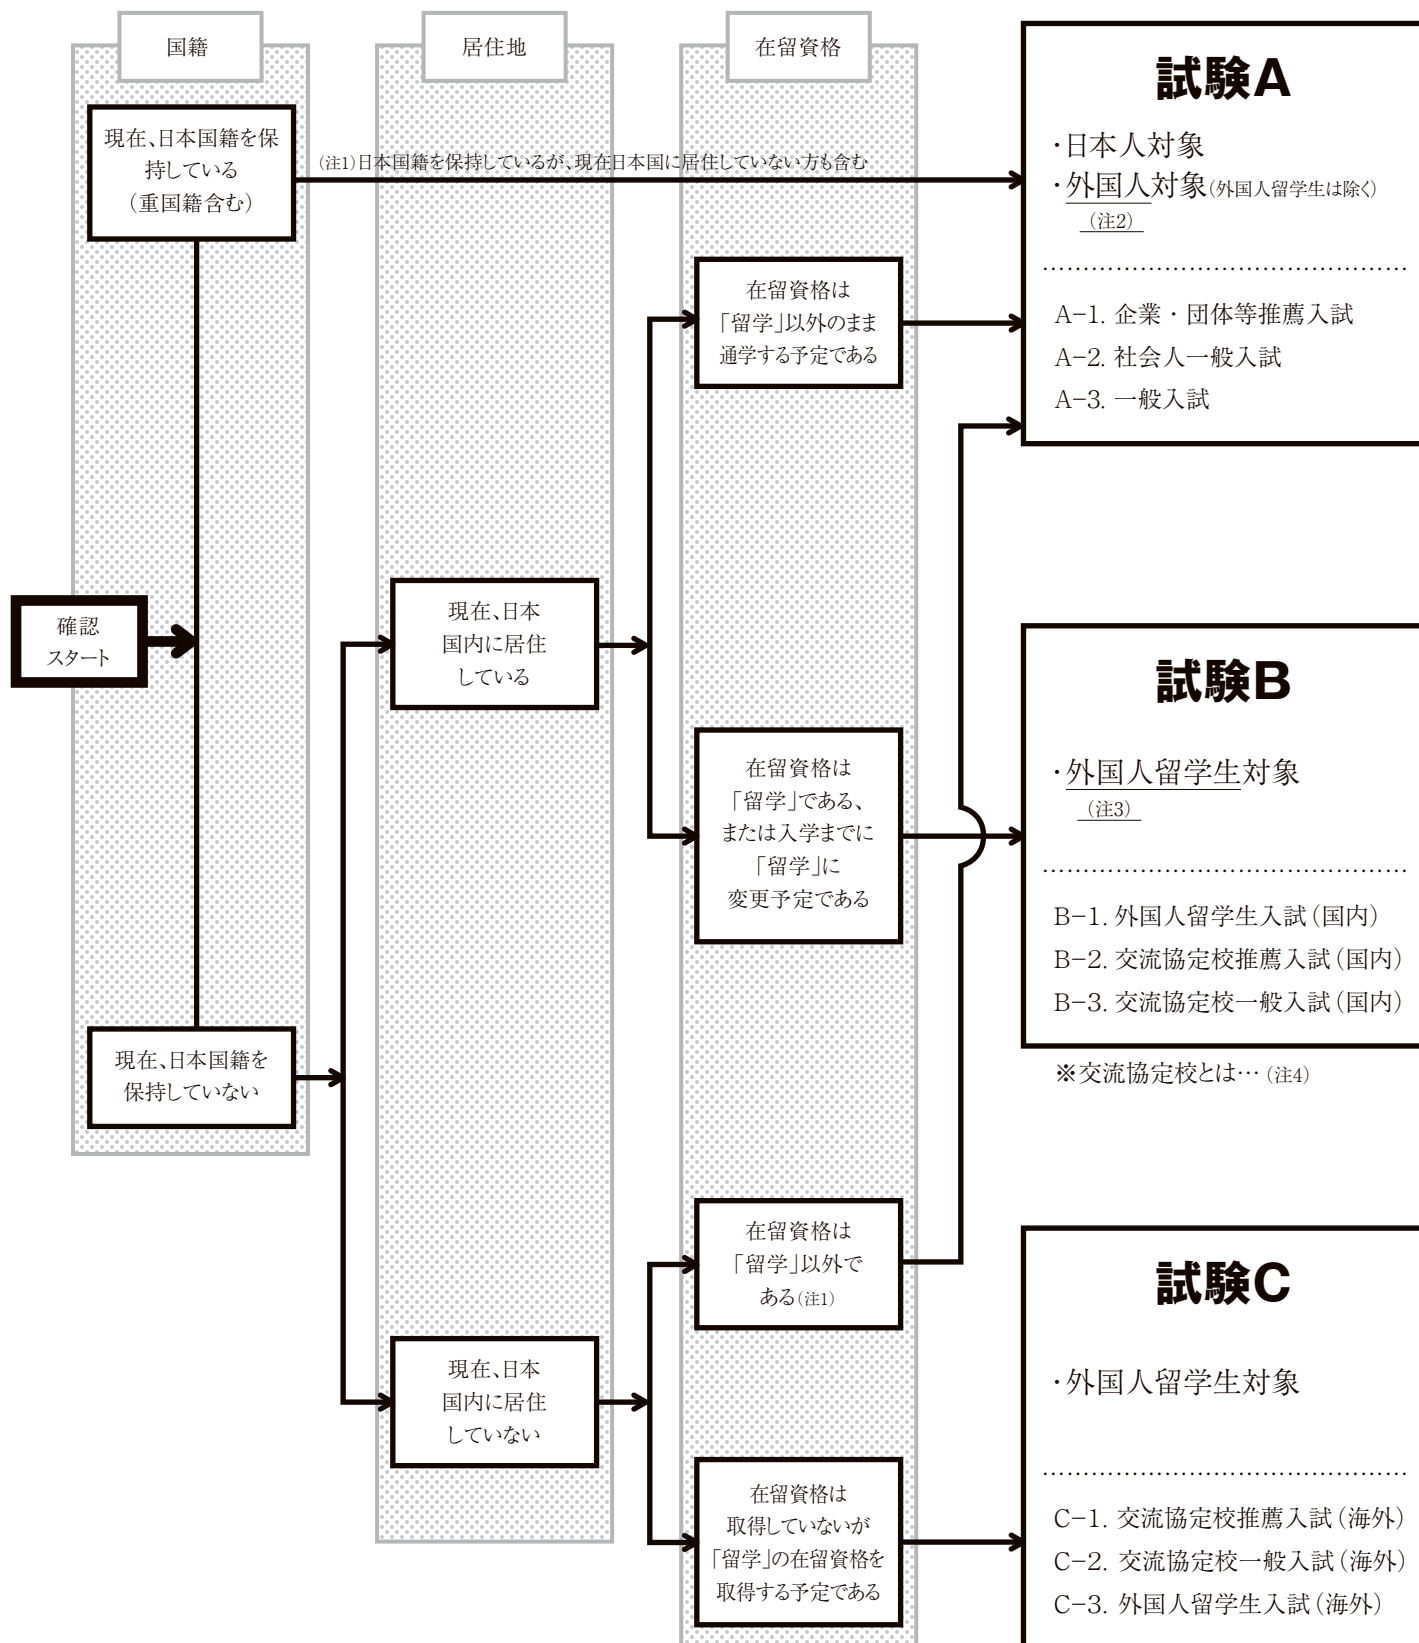 国籍
居住地
在留資格
現在、日本国籍を保
持している
（重国籍含む）
(注1)日本国籍を保持しているが、現在日本国に居住していない方も含む
確認
スタート
現在、日本国籍を
保持していない
現在、日本
国内に居住
している
現在、日本
国内に居住
していない
在留資格は
「留学」以外のまま
通学する予定である
在留資格は
「留学」である、
または入学までに
「留学」に
変更予定である
在留資格は
「留学」以外で
ある(注1)
在留資格は
取得していないが
「留学」の在留資格を
取得する予定である
試験A
・日本人対象
・外国人対象(外国人留学生は除く)
（注2）
A-1. 企業・団体等推薦入試
A-2. 社会人一般入試
A-3. 一般入試
試験B
・外国人留学生対象
（注3）
B-1. 外国人留学生入試(国内)
B-2. 交流協定校推薦入試(国内)
B-3. 交流協定校一般入試(国内)
※交流協定校とは…(注4)
試験C
・外国人留学生対象
C-1. 交流協定校推薦入試(海外)
C-2. 交流協定校一般入試(海外)
C-3. 外国人留学生入試(海外)